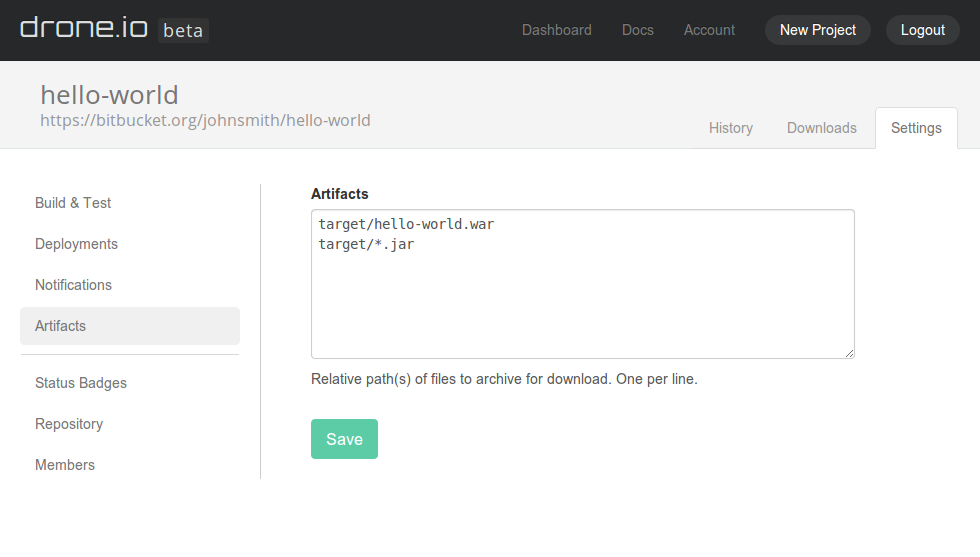 drone.io beta
Dashboard Docs Account New Project Logout
hello-world
https://bitbucket.org/johnsmith/hello-world
History Downloads Settings
Build & Test
Deployments
Notifications
Artifacts
Status Badges
Repository
Members
Artifacts
target/hello-world.war
target/*.jar
Relative path(s) of files to archive for download. One per line.
Save